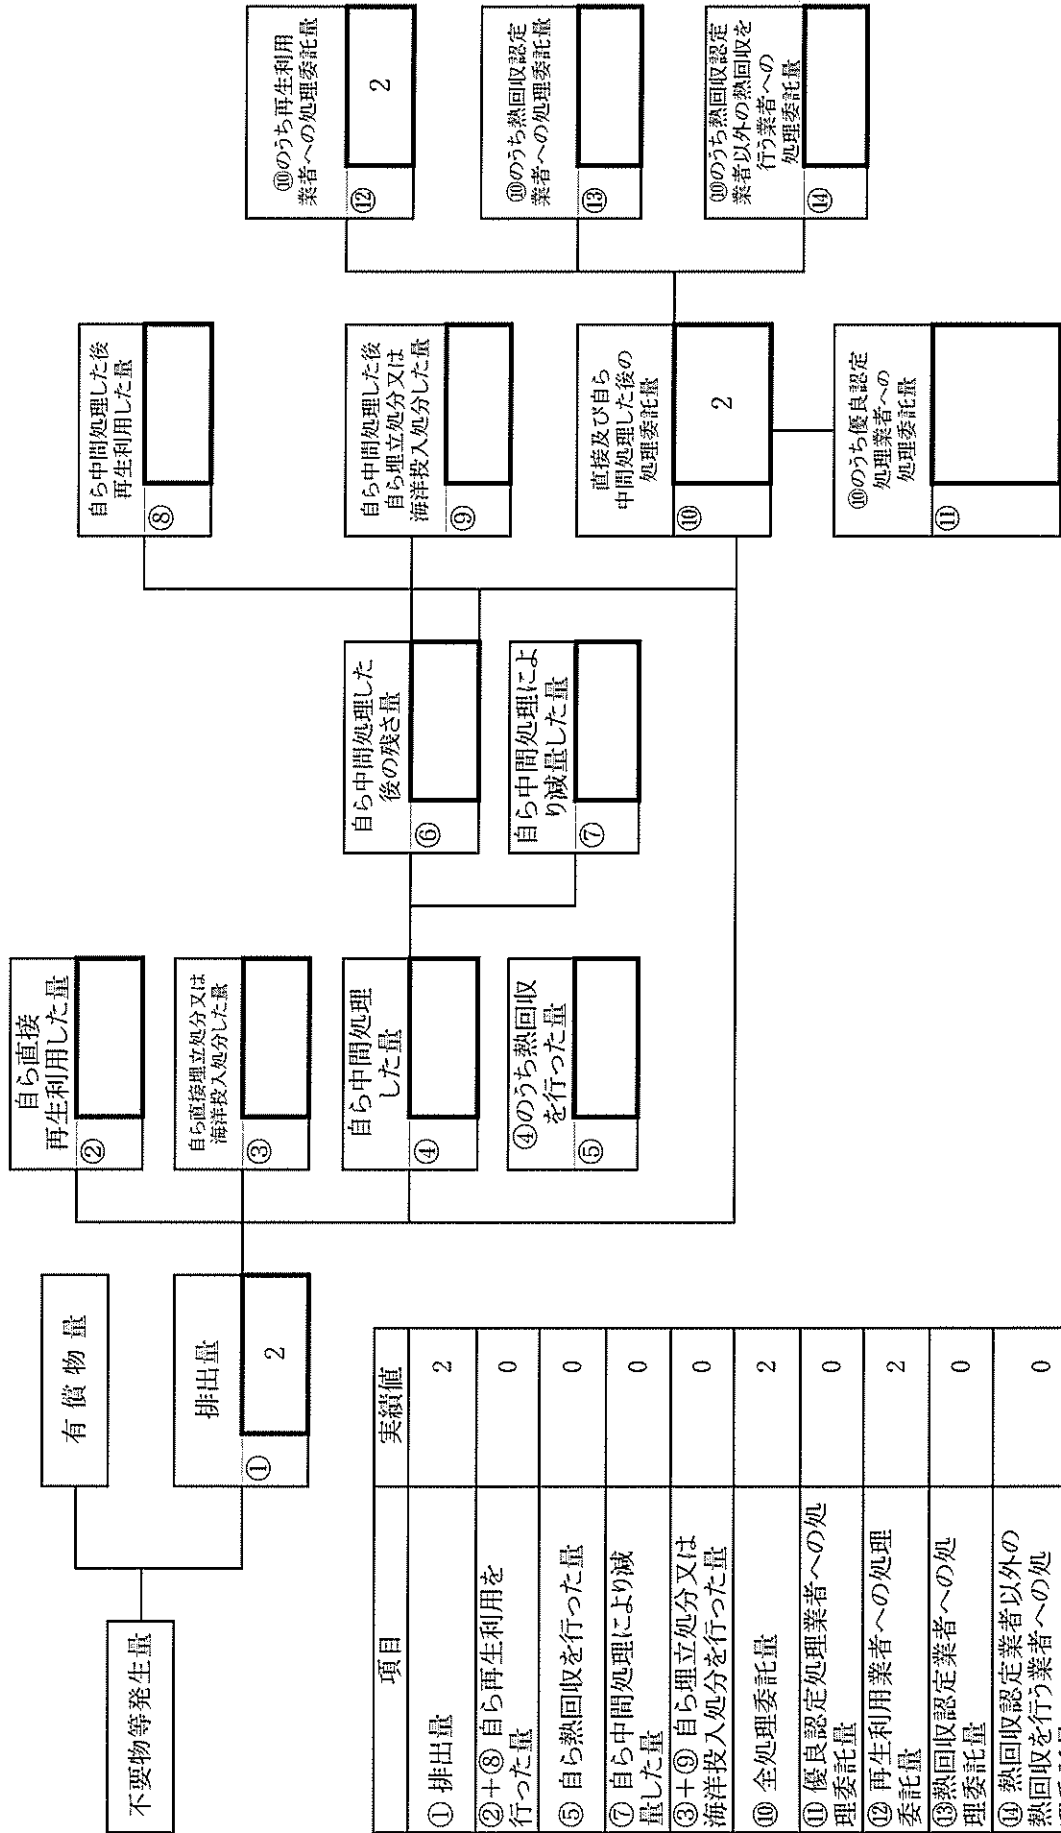 不要物等発生量
有償物量
排出量
①
2
自ら直接
再生利用した量
②
自ら直接埋立処分又は
海洋投入処分した量
③
自ら中間処理
した量
④
④のうち熱回収
を行った量
⑤
自ら中間処理した
後の残さ量
⑥
自ら中間処理によ
り減量した量
⑦
自ら中間処理した後
再生利用した量
⑧
自ら中間処理した後
自ら埋立処分又は
海洋投入処分した量
⑨
直接及び自ら
中間処理した後の
処理委託量
⑩
2
⑩のうち優良認定
処理業者への
処理委託量
⑪
⑩のうち再生利用
業者への処理委託量
⑫
2
⑩のうち熱回収認定
業者への処理委託量
⑬
⑩のうち熱回収認定
業者以外の熱回収を
行う業者への
処理委託量
⑭
項目 実績値
① 排出量 2
②+⑧ 自ら再生利用を
行った量 0
⑤ 自ら熱回収を行った量 0
⑦ 自ら中間処理により減
量した量 0
③+⑨ 自ら埋立処分又は
海洋投入処分を行った量 0
⑩ 全処理委託量 2
⑪ 優良認定処理業者への処
理委託量 0
⑫ 再生利用業者への処理
委託量 2
⑬熱回収認定業者への処
理委託量 0
⑭ 熱回収認定業者以外の
熱回収を行う業者への処 0